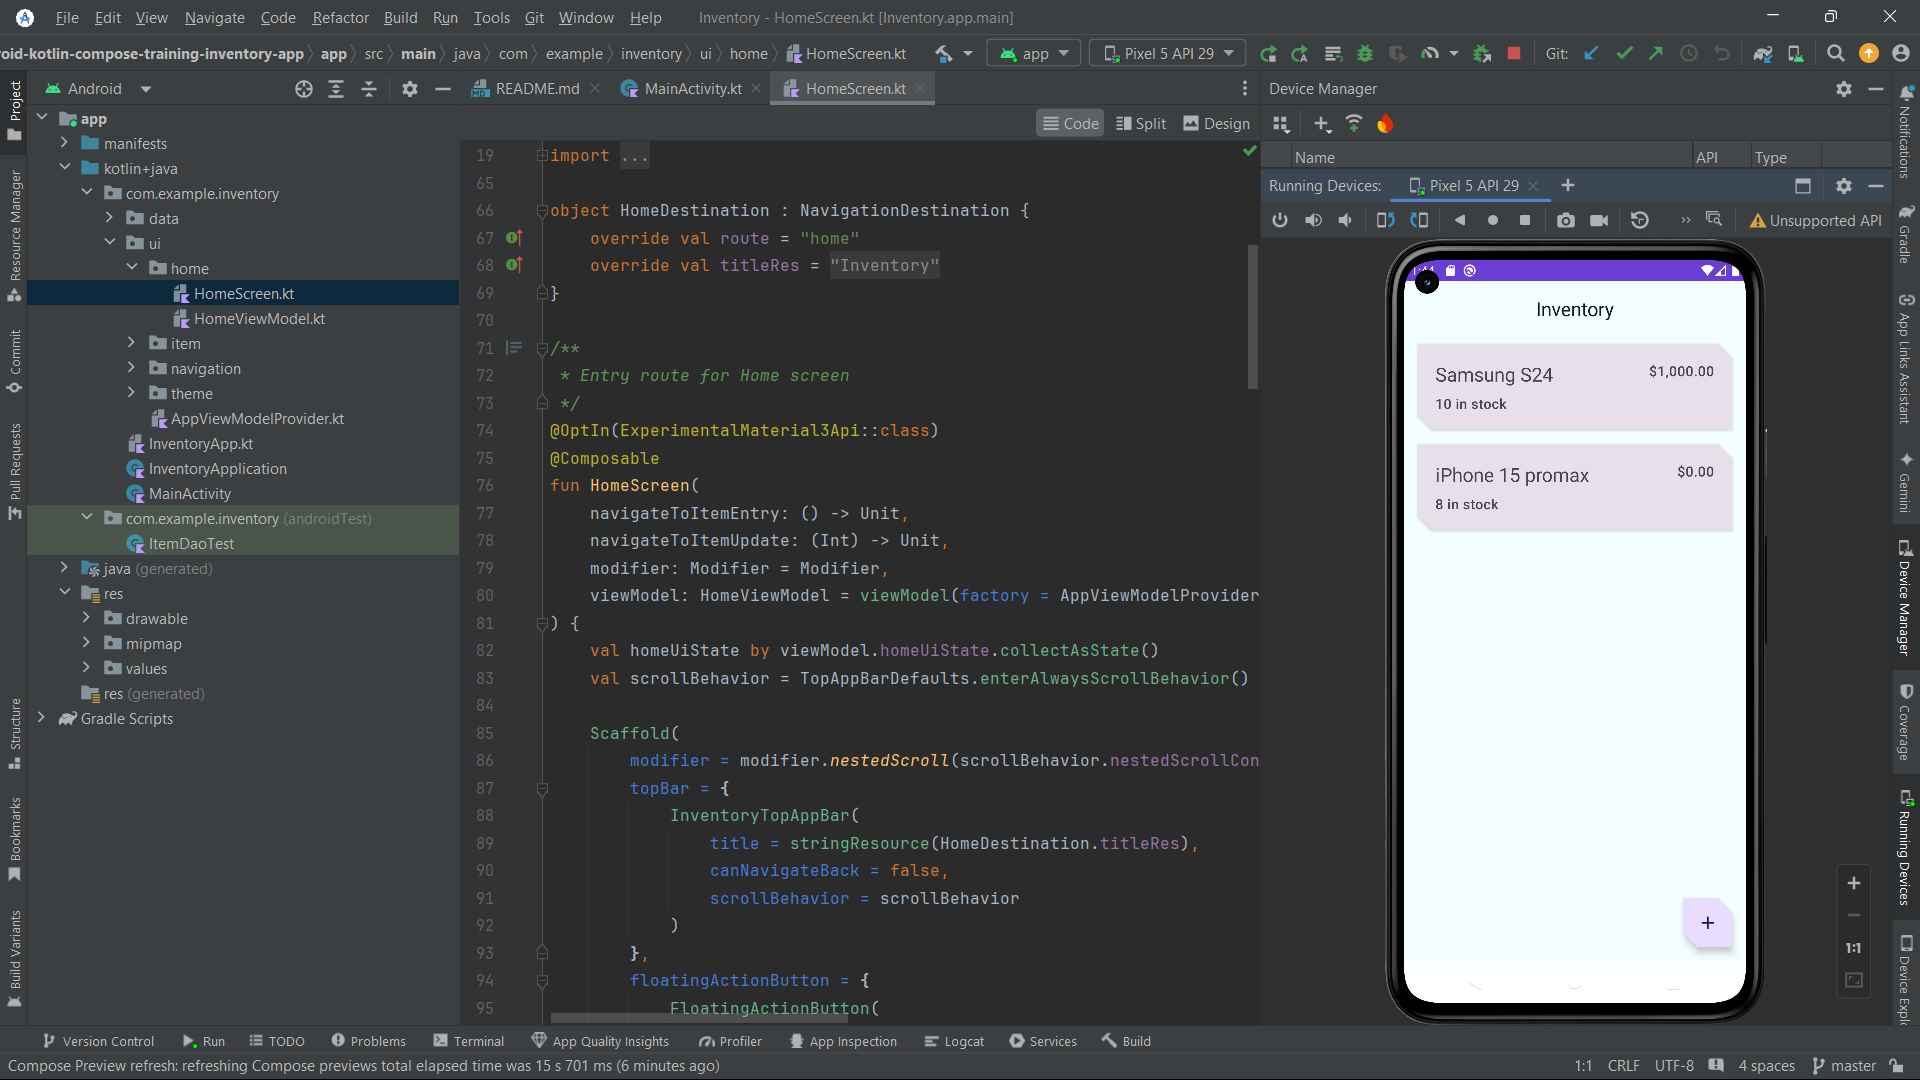 File Edit View Navigate Code Refactor Build Run Tools Git Window Help Inventory - HomeScreen.kt [Inventory.app.main]
oid-kotlin-compose-training-inventory-app app src main java com example inventory ui home HomeScreen.kt app Pixel 5 API 29 Git:
Android
README.md MainActivity.kt HomeScreen.kt
Code Split Design
Project
Resource Manager
Commit
Pull Requests
Structure
Bookmarks
Build Variants
app
manifests
kotlin+java
com.example.inventory
data
ui
home
HomeScreen.kt
HomeViewModel.kt
item
navigation
theme
AppViewModelProvider.kt
InventoryApp.kt
InventoryApplication
MainActivity
com.example.inventory (androidTest)
ItemDaoTest
java (generated)
res
drawable
mipmap
values
res (generated)
Gradle Scripts
19 import ...
65
66 object HomeDestination : NavigationDestination {
67 override val route = "home"
68 override val titleRes = "Inventory"
69 }
70
71 /**
72 * Entry route for Home screen
73 */
74 @OptIn(ExperimentalMaterial3Api::class)
75 @Composable
76 fun HomeScreen(
77 navigateToItemEntry: () -> Unit,
78 navigateToItemUpdate: (Int) -> Unit,
79 modifier: Modifier = Modifier,
80 viewModel: HomeViewModel = viewModel(factory = AppViewModelProvider
81 ) {
82 val homeUiState by viewModel.homeUiState.collectAsState()
83 val scrollBehavior = TopAppBarDefaults.enterAlwaysScrollBehavior()
84
85 Scaffold(
86 modifier = modifier.nestedScroll(scrollBehavior.nestedScrollCon
87 topBar = {
88 InventoryTopAppBar(
89 title = stringResource(HomeDestination.titleRes),
90 canNavigateBack = false,
91 scrollBehavior = scrollBehavior
92 )
93 },
94 floatingActionButton = {
95 FloatingActionButton(
Device Manager
Name API Type
Running Devices: Pixel 5 API 29
Unsupported API
Inventory
Samsung S24 $1,000.00
10 in stock
iPhone 15 promax $0.00
8 in stock
+
1:1
Notifications
Gradle
App Links Assistant
Gemini
Device Manager
Coverage
Running Devices
Device Explo
Version Control Run TODO Problems Terminal App Quality Insights Profiler App Inspection Logcat Services Build
Compose Preview refresh: refreshing Compose previews total elapsed time was 15 s 701 ms (6 minutes ago) 1:1 CRLF UTF-8 4 spaces master